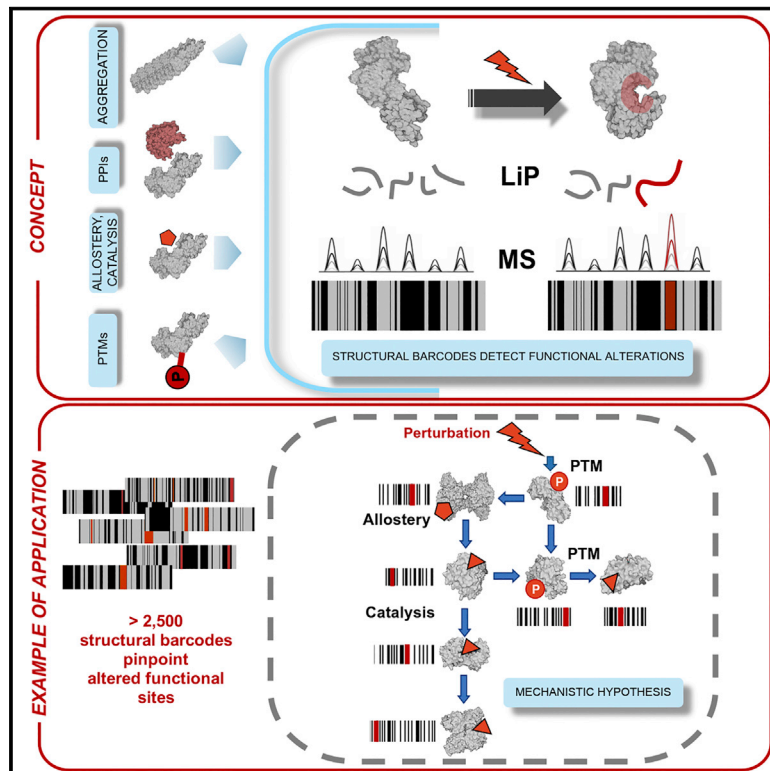 CONCEPT
AGGREGATION
PPIs
ALLOSTERY,
CATALYSIS
PTMs
P
LiP
MS
STRUCTURAL BARCODES DETECT FUNCTIONAL ALTERATIONS
EXAMPLE OF APPLICATION
> 2,500
structural barcodes
pinpoint
altered functional
sites
Perturbation
PTM
P
Allostery
PTM
P
Catalysis
MECHANISTIC HYPOTHESIS